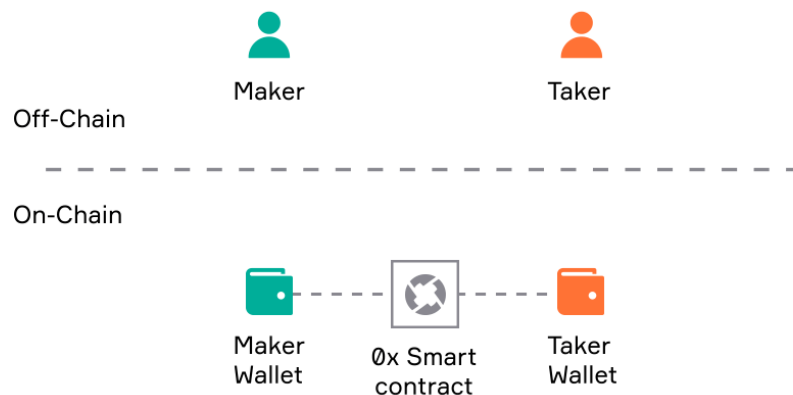 Maker
Taker
Off-Chain
On-Chain
Maker
Wallet
0x Smart
contract
Taker
Wallet